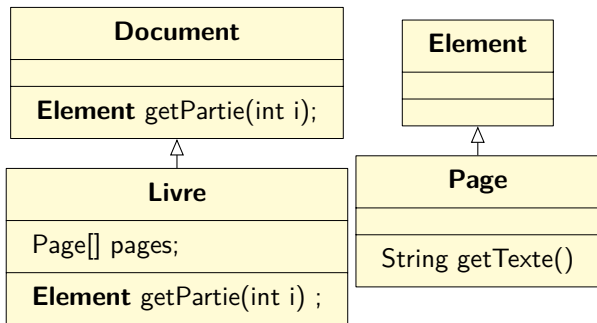 Document
Element getPartie(int i);
Livre
Page[] pages;
Element getPartie(int i) ;
Element
Page
String getTexte()